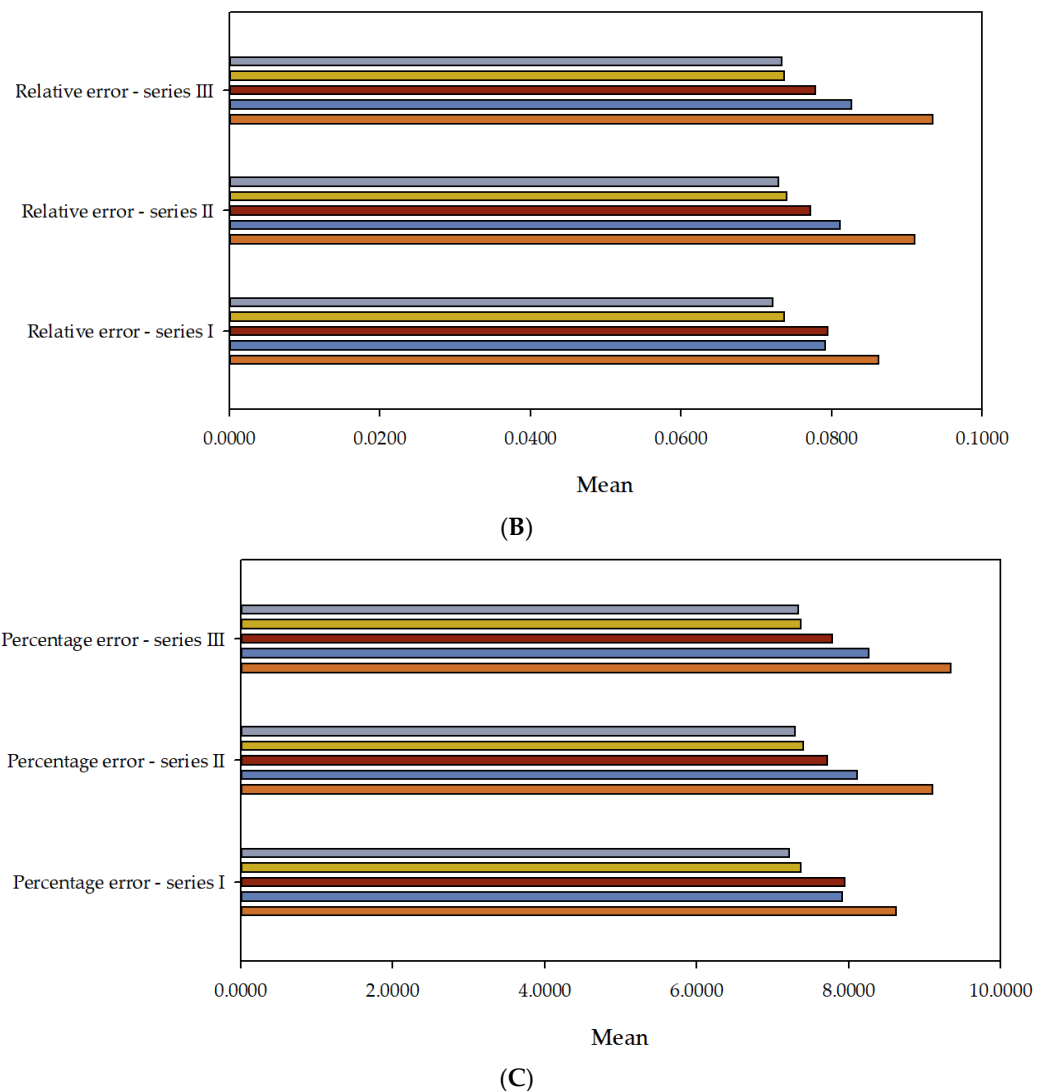 Relative error - series III
Relative error - series II
Relative error - series I
0.0000 0.0200 0.0400 0.0600 0.0800 0.1000
Mean
(B)
Percentage error - series III
Percentage error - series II
Percentage error - series I
0.0000 2.0000 4.0000 6.0000 8.0000 10.0000
Mean
(C)